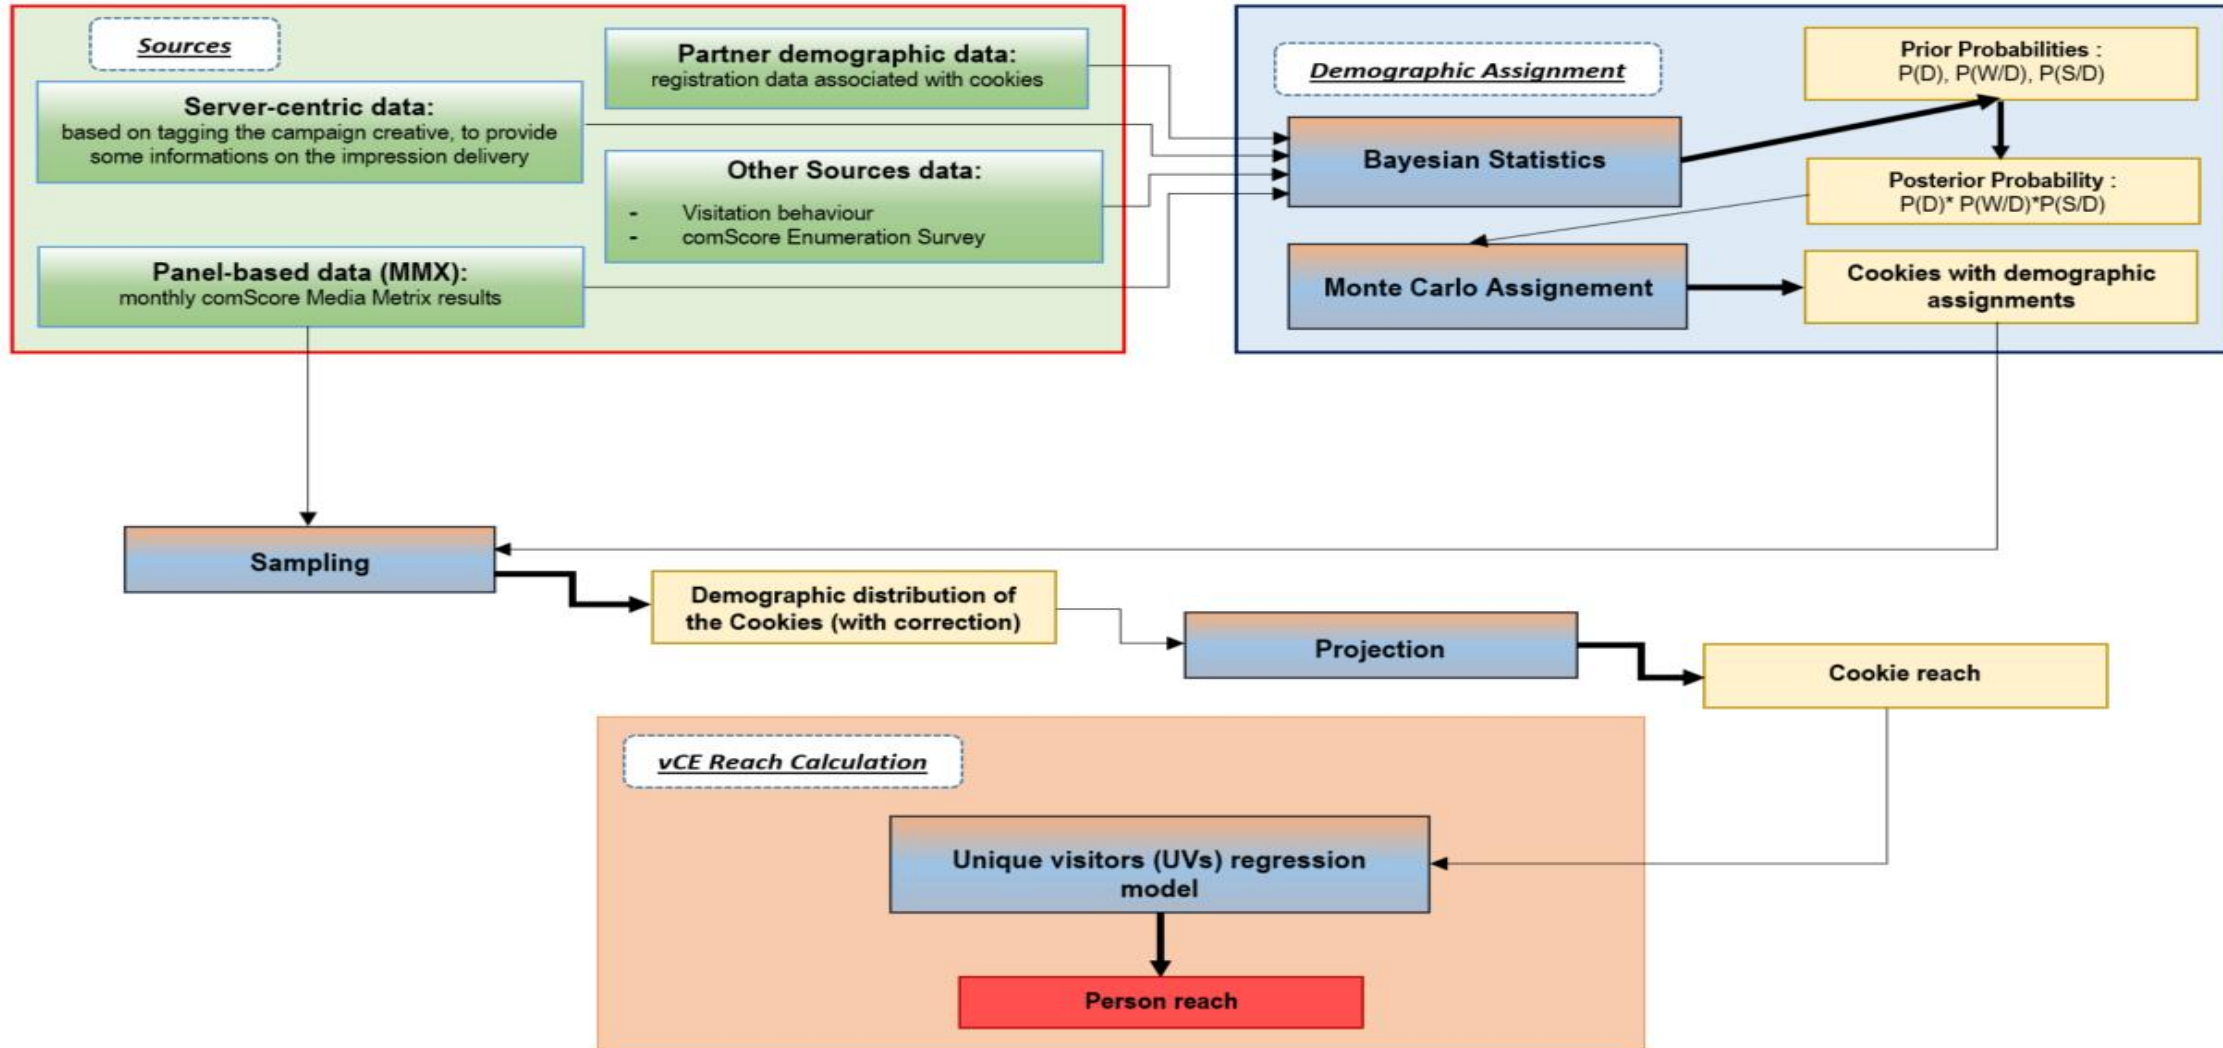 Sources
Partner demographic data:
registration data associated with cookies
Server-centric data:
based on tagging the campaign creative, to provide
some informations on the impression delivery
Other Sources data:
- Visitation behaviour
- comScore Enumeration Survey
Panel-based data (MMX):
monthly comScore Media Metrix results
Demographic Assignment
Prior Probabilities :
P(D), P(W/D), P(S/D)
Bayesian Statistics
Posterior Probability :
P(D)* P(W/D)*P(S/D)
Monte Carlo Assignement
Cookies with demographic
assignments
Sampling
Demographic distribution of
the Cookies (with correction)
Projection
Cookie reach
vCE Reach Calculation
Unique visitors (UVs) regression
model
Person reach